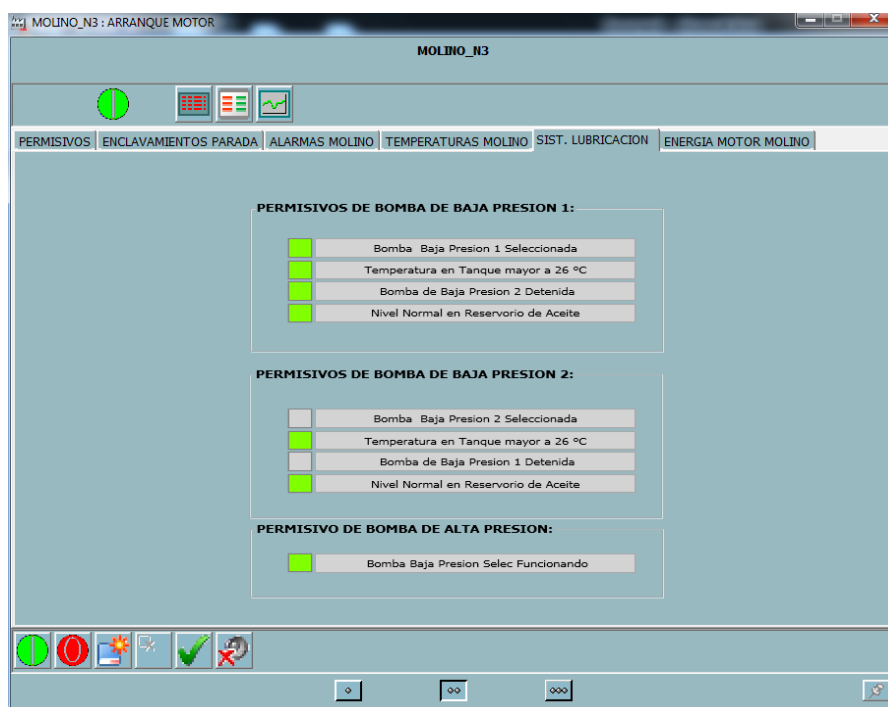 MOLINO_N3 : ARRANQUE MOTOR
MOLINO_N3
PERMISIVOS
ENCLAVAMIENTOS PARADA
ALARMAS MOLINO
TEMPERATURAS MOLINO
SIST. LUBRICACION
ENERGIA MOTOR MOLINO
PERMISIVOS DE BOMBA DE BAJA PRESION 1:
Bomba Baja Presion 1 Seleccionada
Temperatura en Tanque mayor a 26 ºC
Bomba de Baja Presion 2 Detenida
Nivel Normal en Reservorio de Aceite
PERMISIVOS DE BOMBA DE BAJA PRESION 2:
Bomba Baja Presion 2 Seleccionada
Temperatura en Tanque mayor a 26 ºC
Bomba de Baja Presion 1 Detenida
Nivel Normal en Reservorio de Aceite
PERMISIVO DE BOMBA DE ALTA PRESION:
Bomba Baja Presion Selec Funcionando